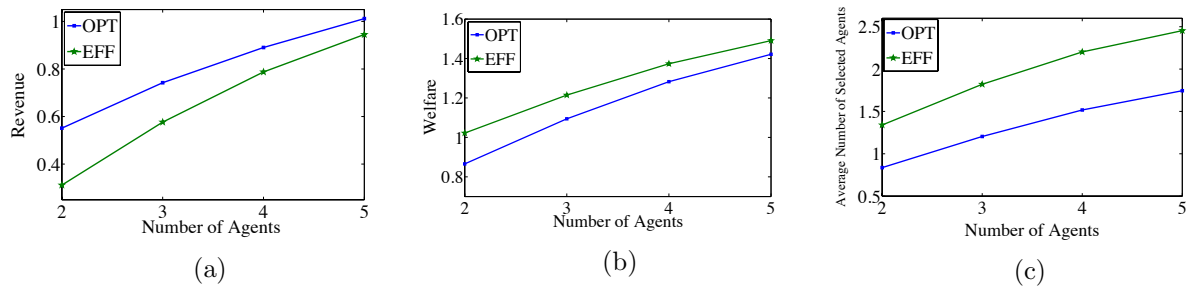 1
0.8
0.6
0.4
Revenue
OPT
EFF
2 3 4 5
Number of Agents
(a)
1.6
1.4
1.2
1
0.8
Welfare
OPT
EFF
2 3 4 5
Number of Agents
(b)
2.5
2
1.5
1
0.5
Average Number of Selected Agents
OPT
EFF
2 3 4 5
Number of Agents
(c)